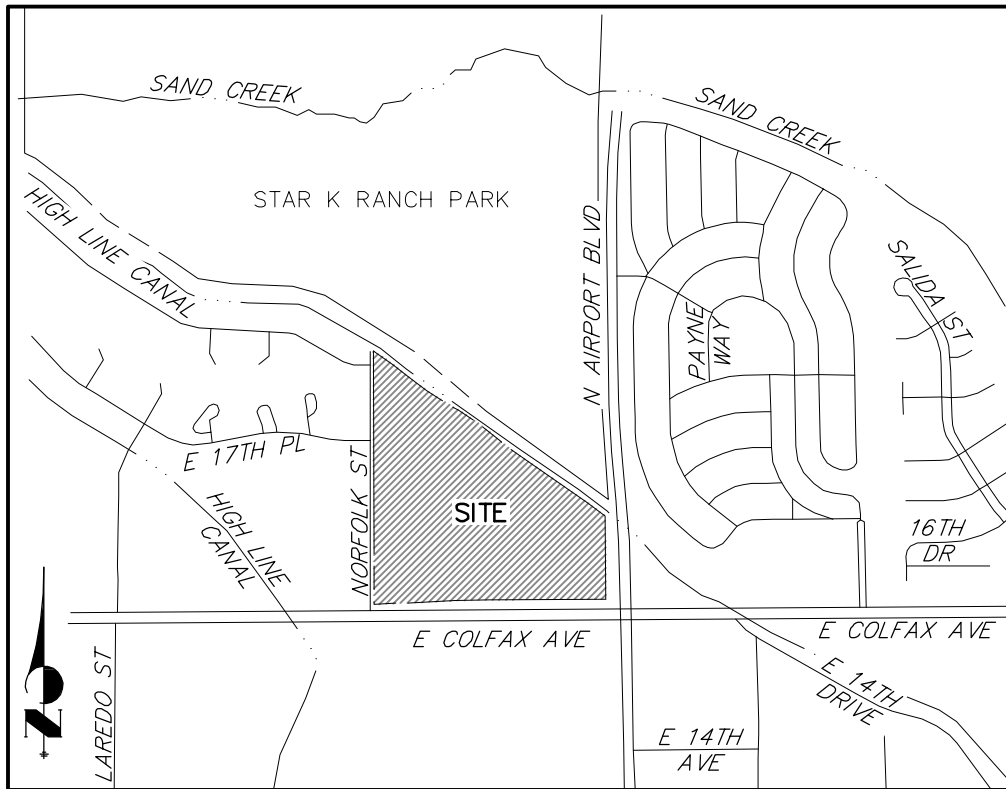 SAND CREEK
SAND CREEK
STAR K RANCH PARK
HIGH LINE CANAL
N AIRPORT BLVD
SALIDA ST
PAYNE
WAY
E 17TH PL
NORFOLK ST
SITE
HIGH LINE
CANAL
16TH
DR
E COLFAX AVE
E COLFAX AVE
LAREDO ST
E 14TH
DRIVE
E 14TH
AVE
N